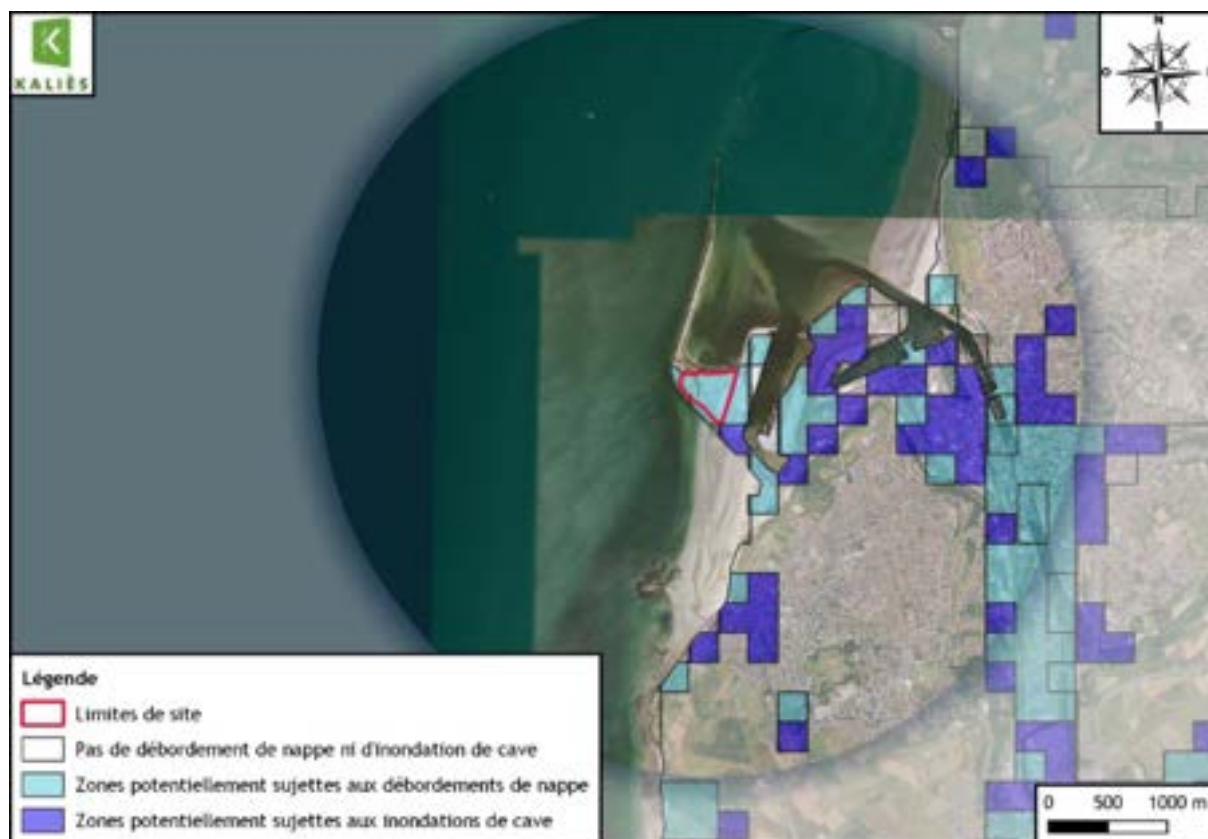 KALIÈS
N
O
S
Légende
Limites de site
Pas de débordement de nappe ni d'inondation de cave
Zones potentiellement sujettes aux débordements de nappe
Zones potentiellement sujettes aux inondations de cave
0 500 1000 m